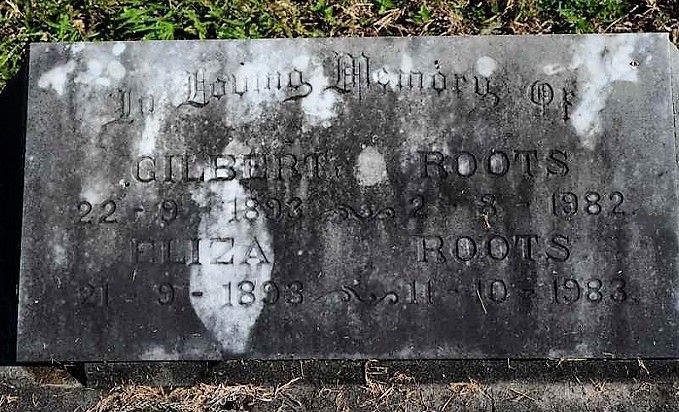 In Loving Memory Of
GILBERT ROOTS
22 - 9 - 1893 2 - 8 - 1982.
ELIZA ROOTS
21 - 9 - 1893 11 - 10 - 1983.